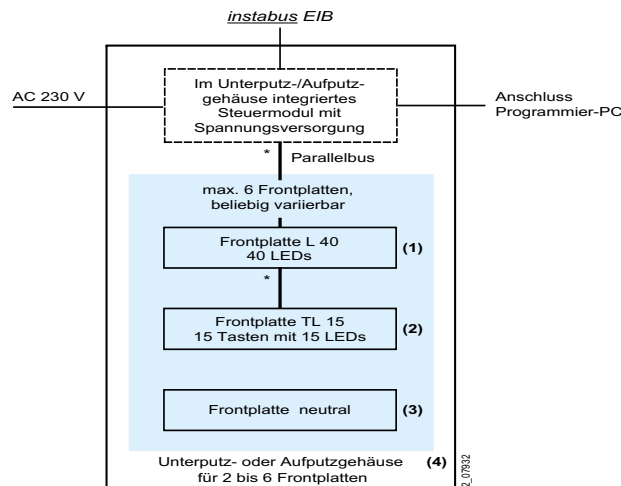 instabus EIB
AC 230 V
Im Unterputz-/Aufputz-
gehäuse integriertes
Steuermodul mit
Spannungsversorgung
Anschluss
Programmier-PC
* Parallelbus
max. 6 Frontplatten,
beliebig variierbar
Frontplatte L 40
40 LEDs
(1)
*
Frontplatte TL 15
15 Tasten mit 15 LEDs
(2)
Frontplatte neutral
(3)
Unterputz- oder Aufputzgehäuse (4)
für 2 bis 6 Frontplatten
2_07932